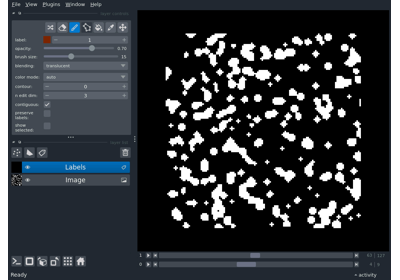 File View Plugins Window Help
label: 1
opacity: 0.70
brush size: 10
blending: translucent
color mode: auto
contour: 0
n edit dim: 3
contiguous:
preserve labels:
show selected:
Labels
Image
1
0
Ready
activity